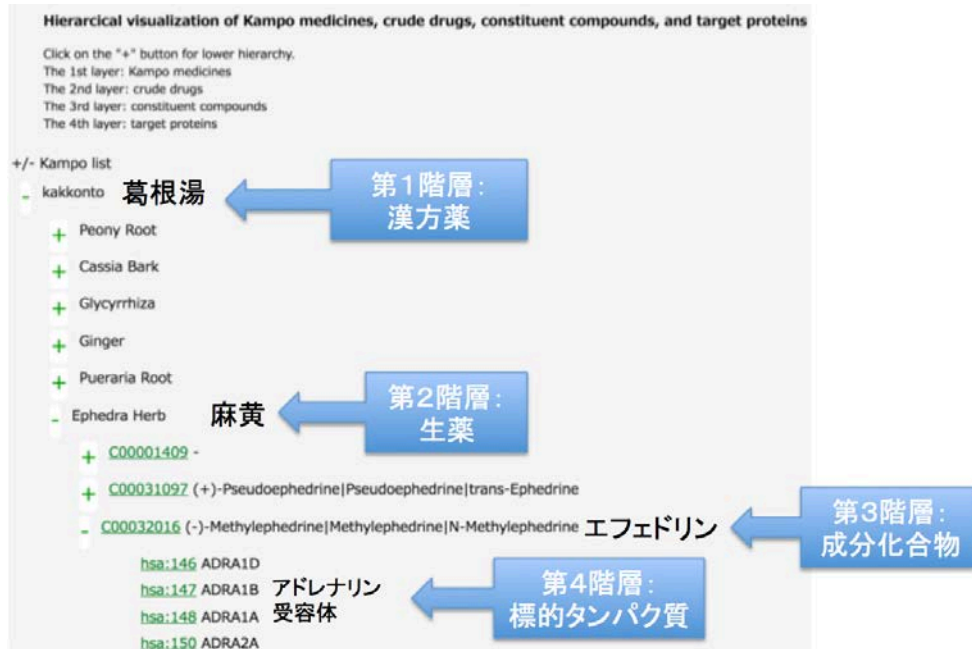 Hierarcical visualization of Kampo medicines, crude drugs, constituent compounds, and target proteins
Click on the "+" button for lower hierarchy.
The 1st layer: Kampo medicines
The 2nd layer: crude drugs
The 3rd layer: constituent compounds
The 4th layer: target proteins
+/- Kampo list
- kakkonto 葛根湯
第1階層:
漢方薬
+ Peony Root
+ Cassia Bark
+ Glycyrrhiza
+ Ginger
+ Pueraria Root
- Ephedra Herb 麻黄
第2階層:
生薬
+ C00001409 -
+ C00031097 (+)-Pseudoephedrine|Pseudoephedrine|trans-Ephedrine
- C00032016 (-)-Methylephedrine|Methylephedrine|N-Methylephedrine エフェドリン
第3階層:
成分化合物
hsa:146 ADRA1D
hsa:147 ADRA1B
hsa:148 ADRA1A
hsa:150 ADRA2A
アドレナリン
受容体
第4階層:
標的タンパク質